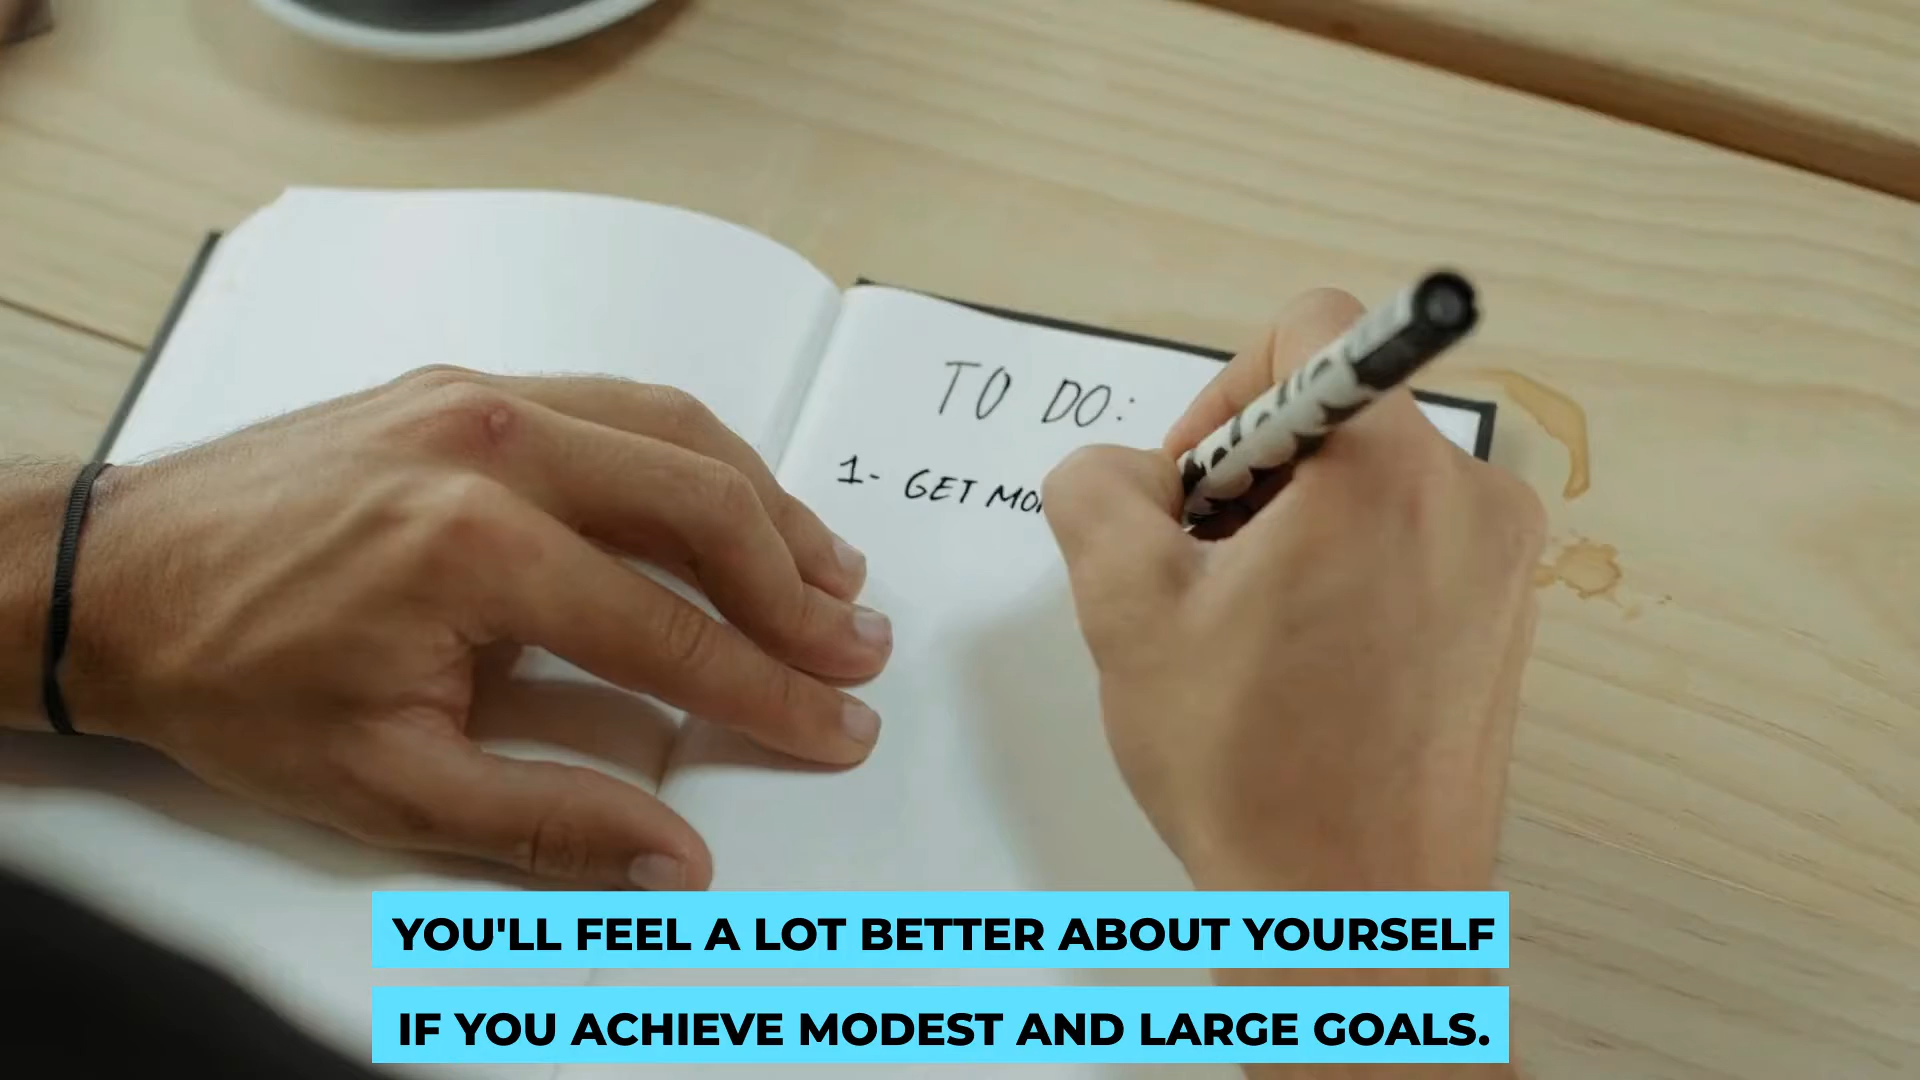 TO DO:
1- GET
YOU'LL FEEL A LOT BETTER ABOUT YOURSELF
IF YOU ACHIEVE MODEST AND LARGE GOALS.